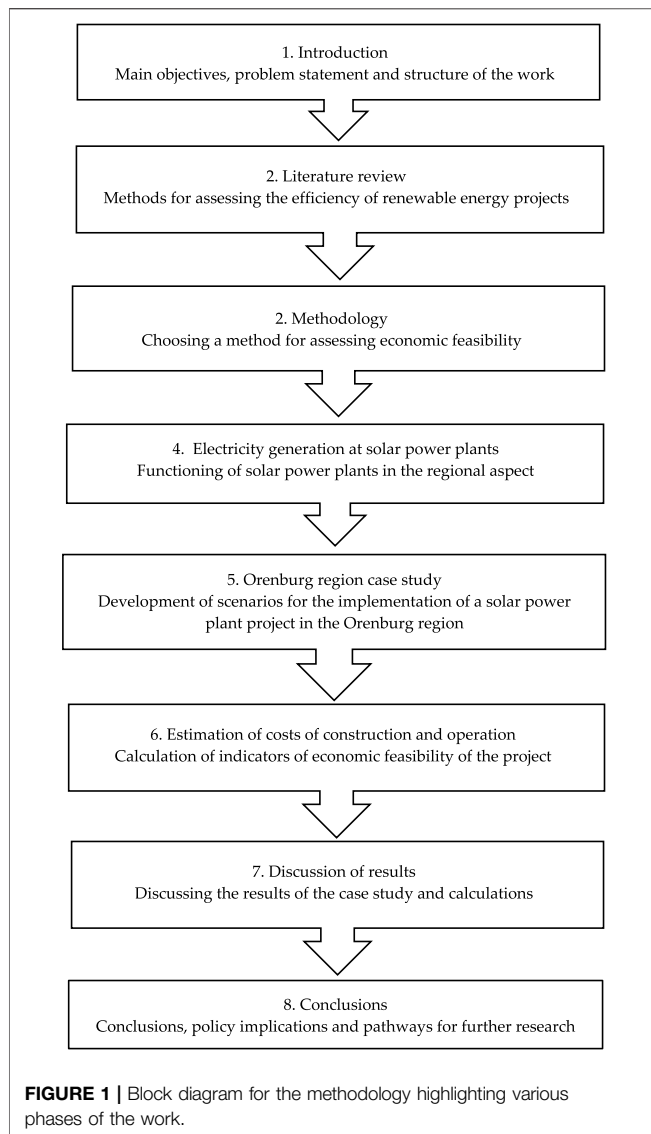 1. Introduction
Main objectives, problem statement and structure of the work
2. Literature review
Methods for assessing the efficiency of renewable energy projects
2. Methodology
Choosing a method for assessing economic feasibility
4. Electricity generation at solar power plants
Functioning of solar power plants in the regional aspect
5. Orenburg region case study
Development of scenarios for the implementation of a solar power
plant project in the Orenburg region
6. Estimation of costs of construction and operation
Calculation of indicators of economic feasibility of the project
7. Discussion of results
Discussing the results of the case study and calculations
8. Conclusions
Conclusions, policy implications and pathways for further research
FIGURE 1 | Block diagram for the methodology highlighting various
phases of the work.